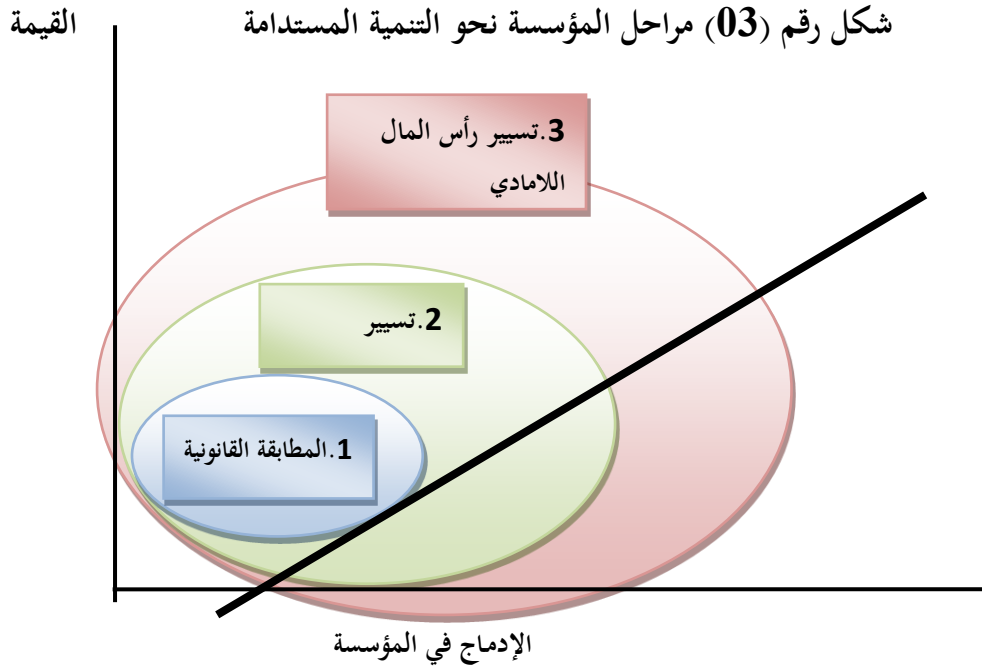 شكل رقم (03) مراحل المؤسسة نحو التنمية المستدامة
القيمة
3.تسيير رأس المال
اللامادي
2.تسيير
1.المطابقة القانونية
الإدماج في المؤسسة